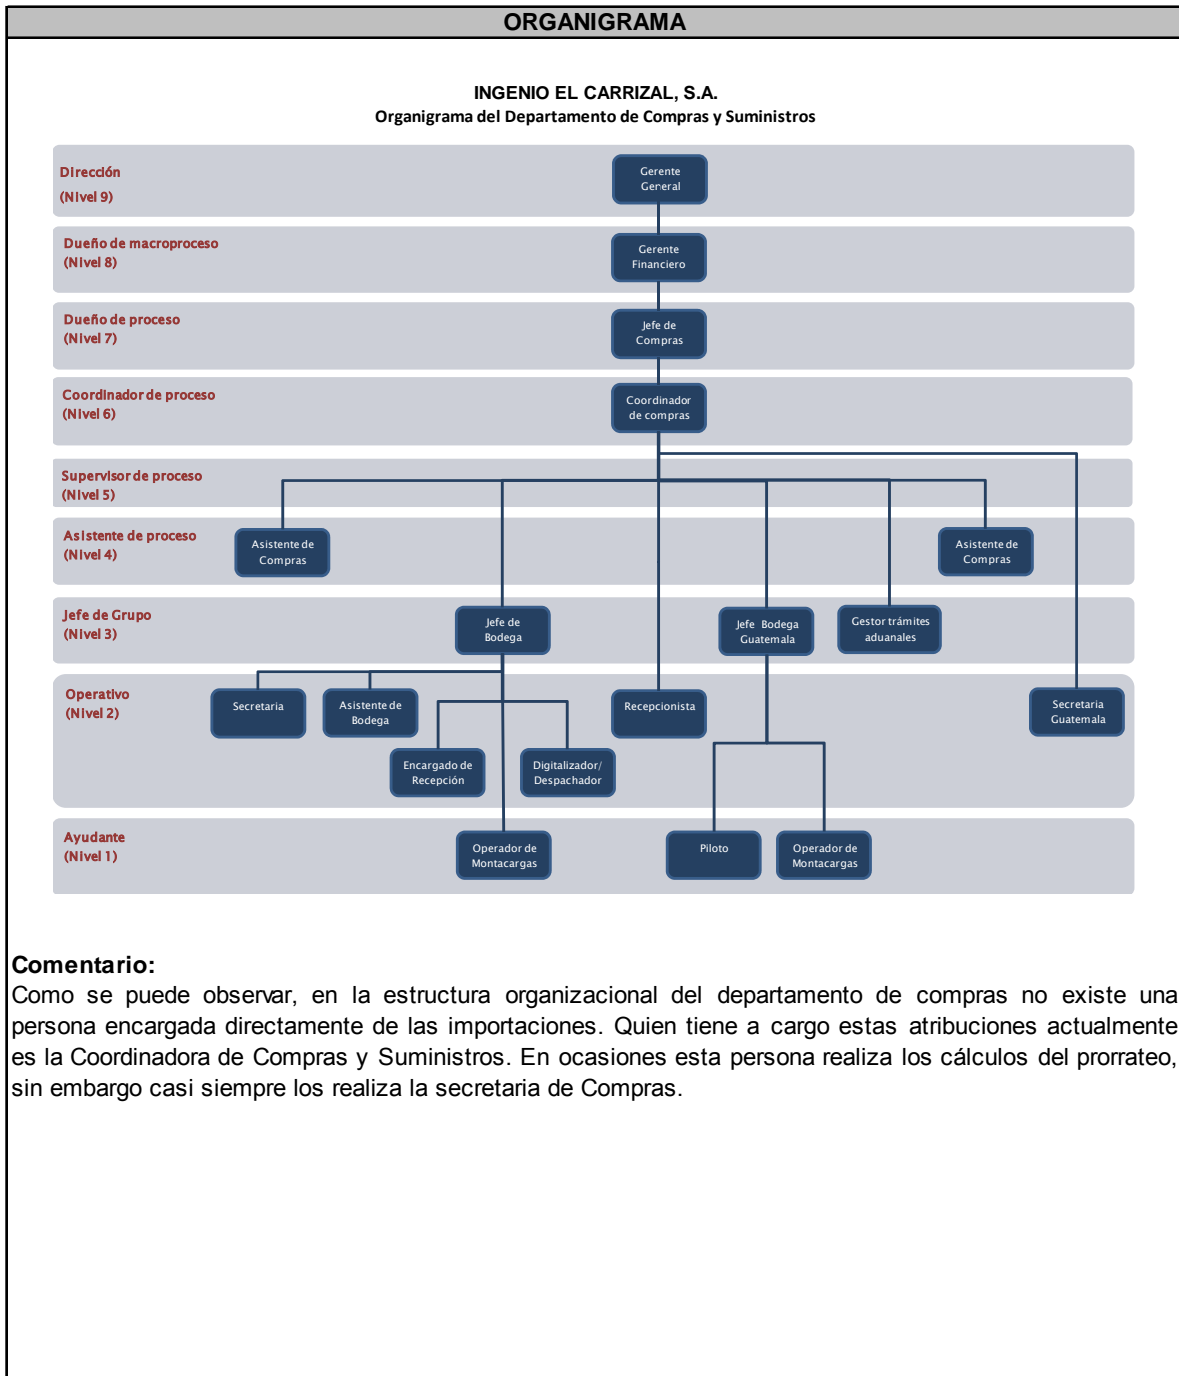 ORGANIGRAMA
INGENIO EL CARRIZAL, S.A.
Organigrama del Departamento de Compras y Suministros
Dirección
(Nivel 9)
Gerente
General
Dueño de macroproceso
(Nivel 8)
Gerente
Financiero
Dueño de proceso
(Nivel 7)
Jefe de
Compras
Coordinador de proceso
(Nivel 6)
Coordinador
de compras
Supervisor de proceso
(Nivel 5)
Asistente de proceso
(Nivel 4)
Asistente de
Compras
Asistente de
Compras
Jefe de Grupo
(Nivel 3)
Jefe de
Bodega
Jefe Bodega
Guatemala
Gestor trámites
aduanales
Operativo
(Nivel 2)
Secretaria
Asistente de
Bodega
Recepcionista
Secretaria
Guatemala
Encargado de
Recepción
Digitalizador/
Despachador
Ayudante
(Nivel 1)
Operador de
Montacargas
Piloto
Operador de
Montacargas
Comentario:
Como se puede observar, en la estructura organizacional del departamento de compras no existe una
persona encargada directamente de las importaciones. Quien tiene a cargo estas atribuciones actualmente
es la Coordinadora de Compras y Suministros. En ocasiones esta persona realiza los cálculos del prorrateo,
sin embargo casi siempre los realiza la secretaria de Compras.